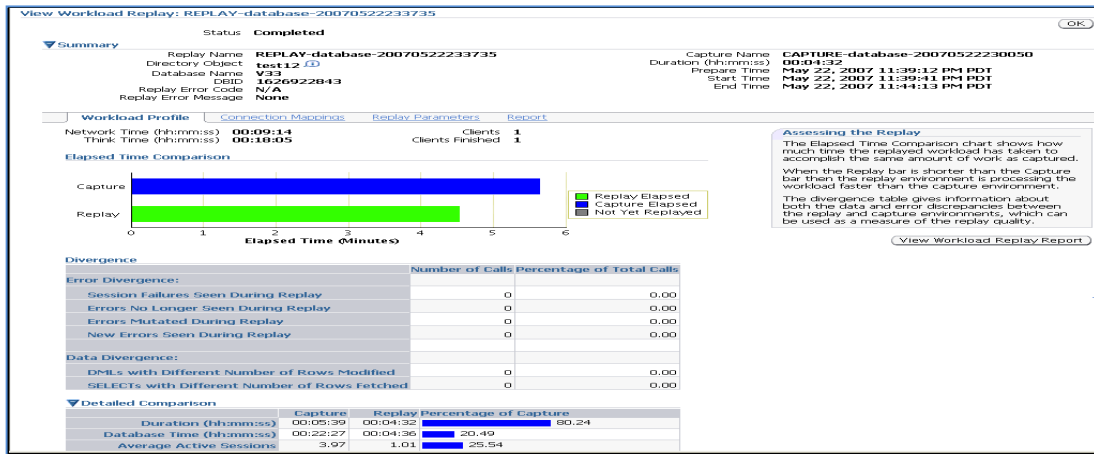 View Workload Replay: REPLAY-database-20070522233735
OK
Status Completed
Summary
Replay Name REPLAY-database-20070522233735
Directory Object test12
Database Name V33
DBID 1626922843
Replay Error Code N/A
Replay Error Message None
Capture Name CAPTURE-database-20070522230050
Duration (hh:mm:ss) 00:04:32
Prepare Time May 22, 2007 11:39:12 PM PDT
Start Time May 22, 2007 11:39:41 PM PDT
End Time May 22, 2007 11:44:13 PM PDT
Workload Profile Connection Mappings Replay Parameters Report
Network Time (hh:mm:ss) 00:09:14 Clients 1
Think Time (hh:mm:ss) 00:18:05 Clients Finished 1
Elapsed Time Comparison
Capture
Replay
0 1 2 3 4 5 6
Elapsed Time (Minutes)
Replay Elapsed
Capture Elapsed
Not Yet Replayed
Assessing the Replay
The Elapsed Time Comparison chart shows how
much time the replayed workload has taken to
accomplish the same amount of work as captured.
When the Replay bar is shorter than the Capture
bar then the replay environment is processing the
workload faster than the capture environment.
The divergence table gives information about
both the data and error discrepancies between
the replay and capture environments, which can
be used as a measure of the replay quality.
View Workload Replay Report
Divergence
Number of Calls Percentage of Total Calls
Error Divergence:
Session Failures Seen During Replay 0 0.00
Errors No Longer Seen During Replay 0 0.00
Errors Mutated During Replay 0 0.00
New Errors Seen During Replay 0 0.00
Data Divergence:
DMLs with Different Number of Rows Modified 0 0.00
SELECTs with Different Number of Rows Fetched 0 0.00
Detailed Comparison
Capture Replay Percentage of Capture
Duration (hh:mm:ss) 00:05:39 00:04:32 80.24
Database Time (hh:mm:ss) 00:22:27 00:04:36 20.49
Average Active Sessions 3.97 1.01 25.54